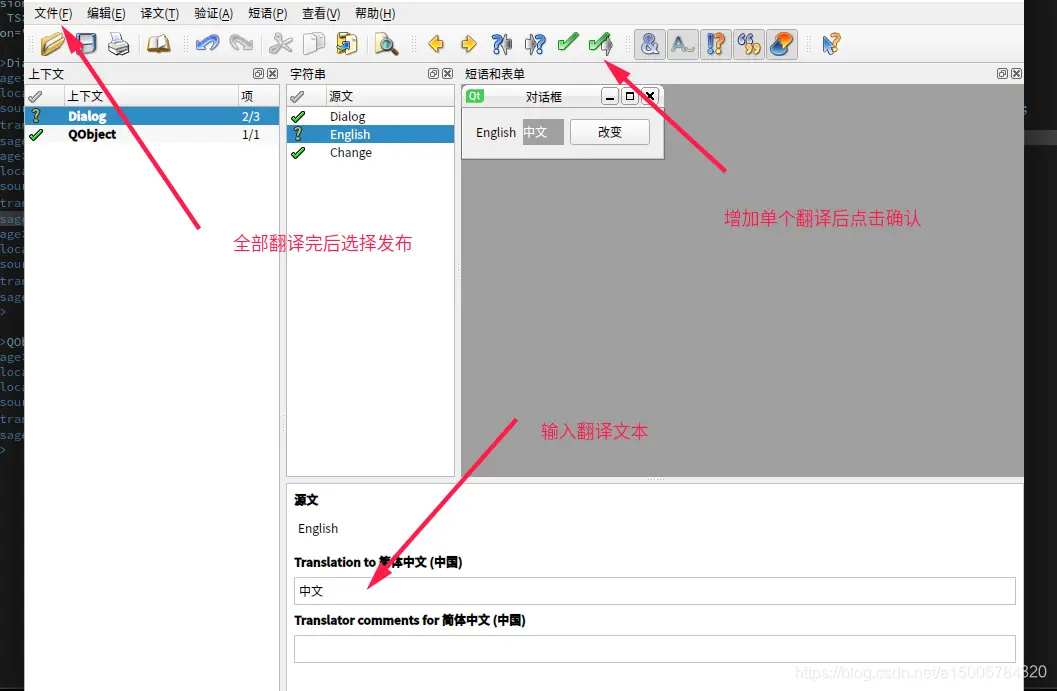 文件(F) 编辑(E) 译文(T) 验证(A) 短语(P) 查看(V) 帮助(H)
上下文
字符串
短语和表单
上下文 项
Dialog 2/3
QObject 1/1
源文
Dialog
English
Change
Qt 对话框
English 中文 改变
增加单个翻译后点击确认
全部翻译完后选择发布
输入翻译文本
源文
English
Translation to 简体中文 (中国)
中文
Translator comments for 简体中文 (中国)
https://blog.csdn.net/a15005784320